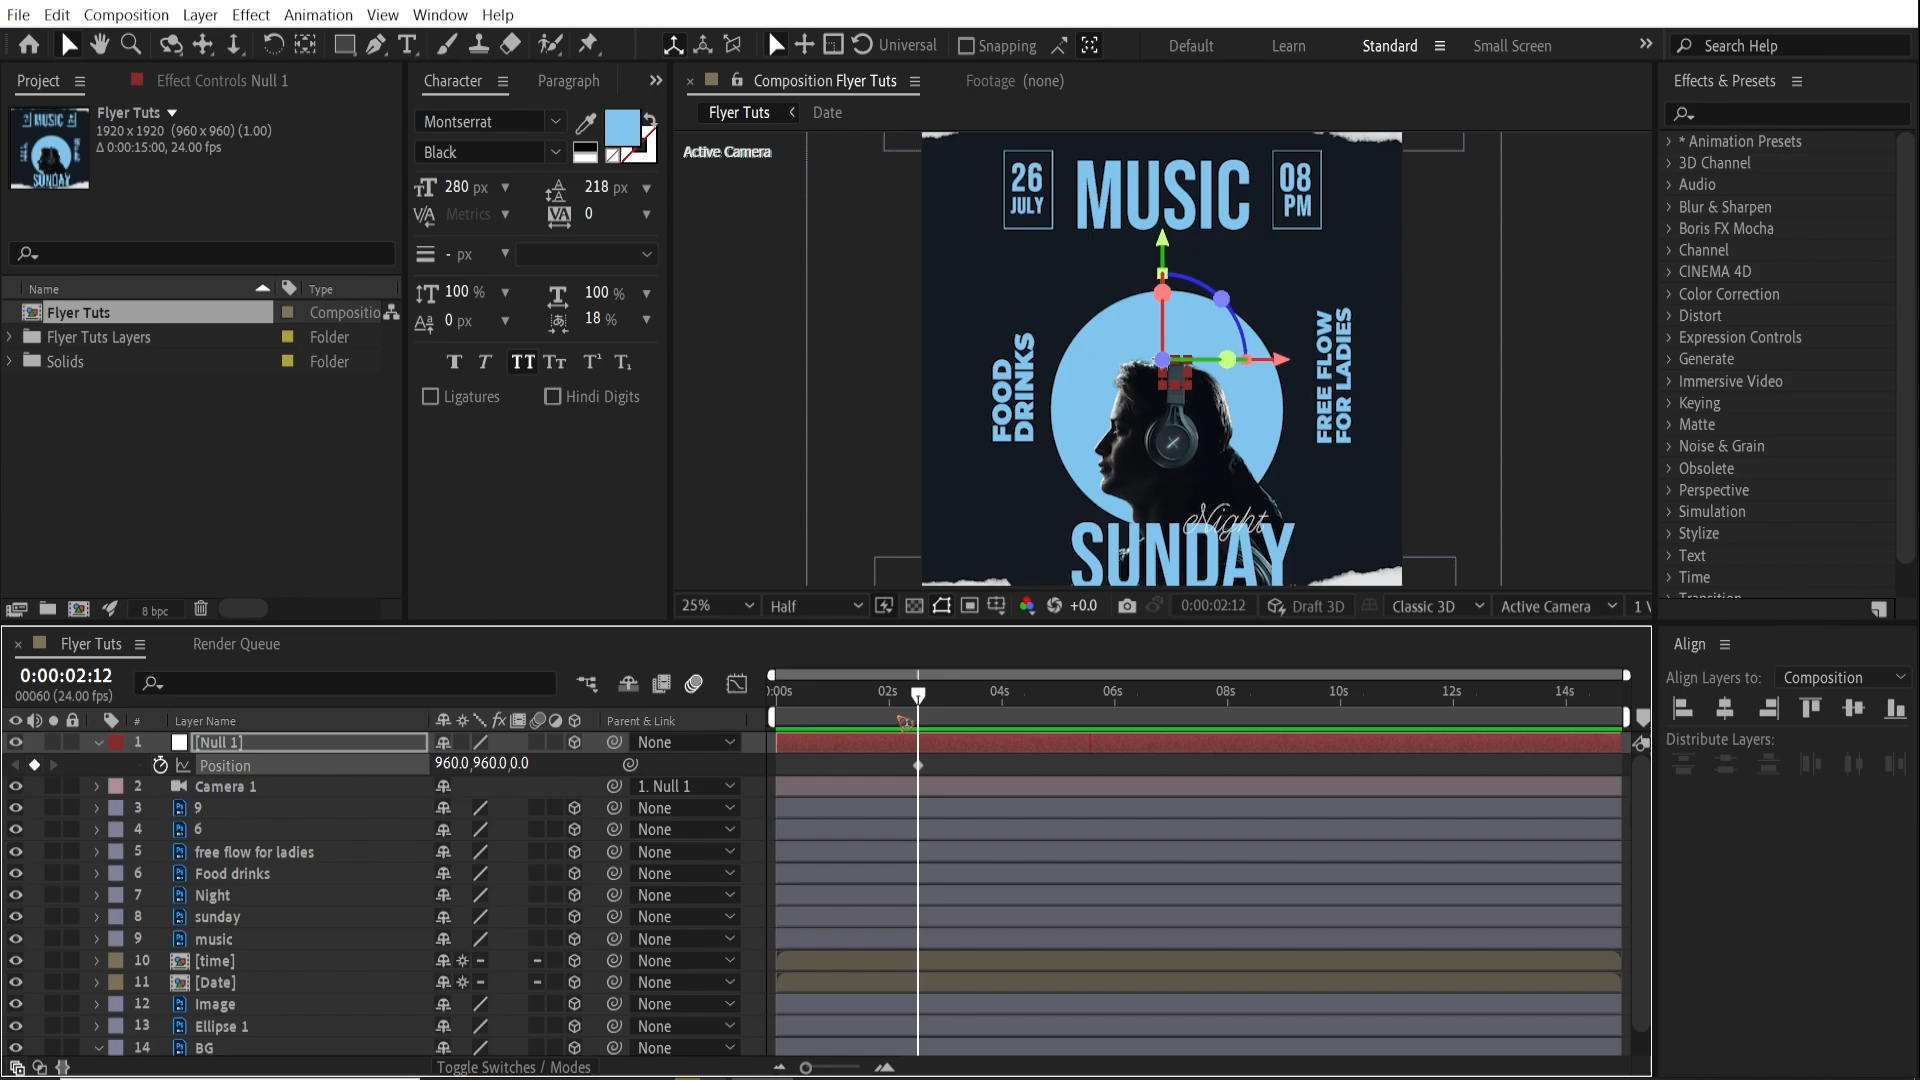 File Edit Composition Layer Effect Animation View Window Help
Universal Snapping Default Learn Standard Small Screen Search Help
Project Effect Controls Null 1 Character Paragraph Composition Flyer Tuts Footage (none) Effects & Presets
Flyer Tuts
1920 x 1920 (960 x 960) (1.00)
Δ 0:00:15:00, 24.00 fps
Name Type
Flyer Tuts Compositio
Flyer Tuts Layers Folder
Solids Folder
8 bpc
Montserrat
Black
280 px 218 px
Metrics 0
- px
100 % 100 %
0 px 18 %
T T TT Tт T¹ T₁
Ligatures Hindi Digits
Flyer Tuts Date
Active Camera
26 JULY
MUSIC
08 PM
FOOD
DRINKS
FREE FLOW
FOR LADIES
Night
SUNDAY
25% Half +0.0 0:00:02:12 Draft 3D Classic 3D Active Camera 1 V
* Animation Presets
3D Channel
Audio
Blur & Sharpen
Boris FX Mocha
Channel
CINEMA 4D
Color Correction
Distort
Expression Controls
Generate
Immersive Video
Keying
Matte
Noise & Grain
Obsolete
Perspective
Simulation
Stylize
Text
Time
Flyer Tuts Render Queue
0:00:02:12
00060 (24.00 fps)
# Layer Name Parent & Link
1 [Null 1] None
Position 960.0,960.0,0.0
2 Camera 1 1. Null 1
3 9 None
4 6 None
5 free flow for ladies None
6 Food drinks None
7 Night None
8 sunday None
9 music None
10 [time] None
11 [Date] None
12 Image None
13 Ellipse 1 None
14 BG None
Toggle Switches / Modes
):00s 02s 04s 06s 08s 10s 12s 14s
Align
Align Layers to: Composition
Distribute Layers: